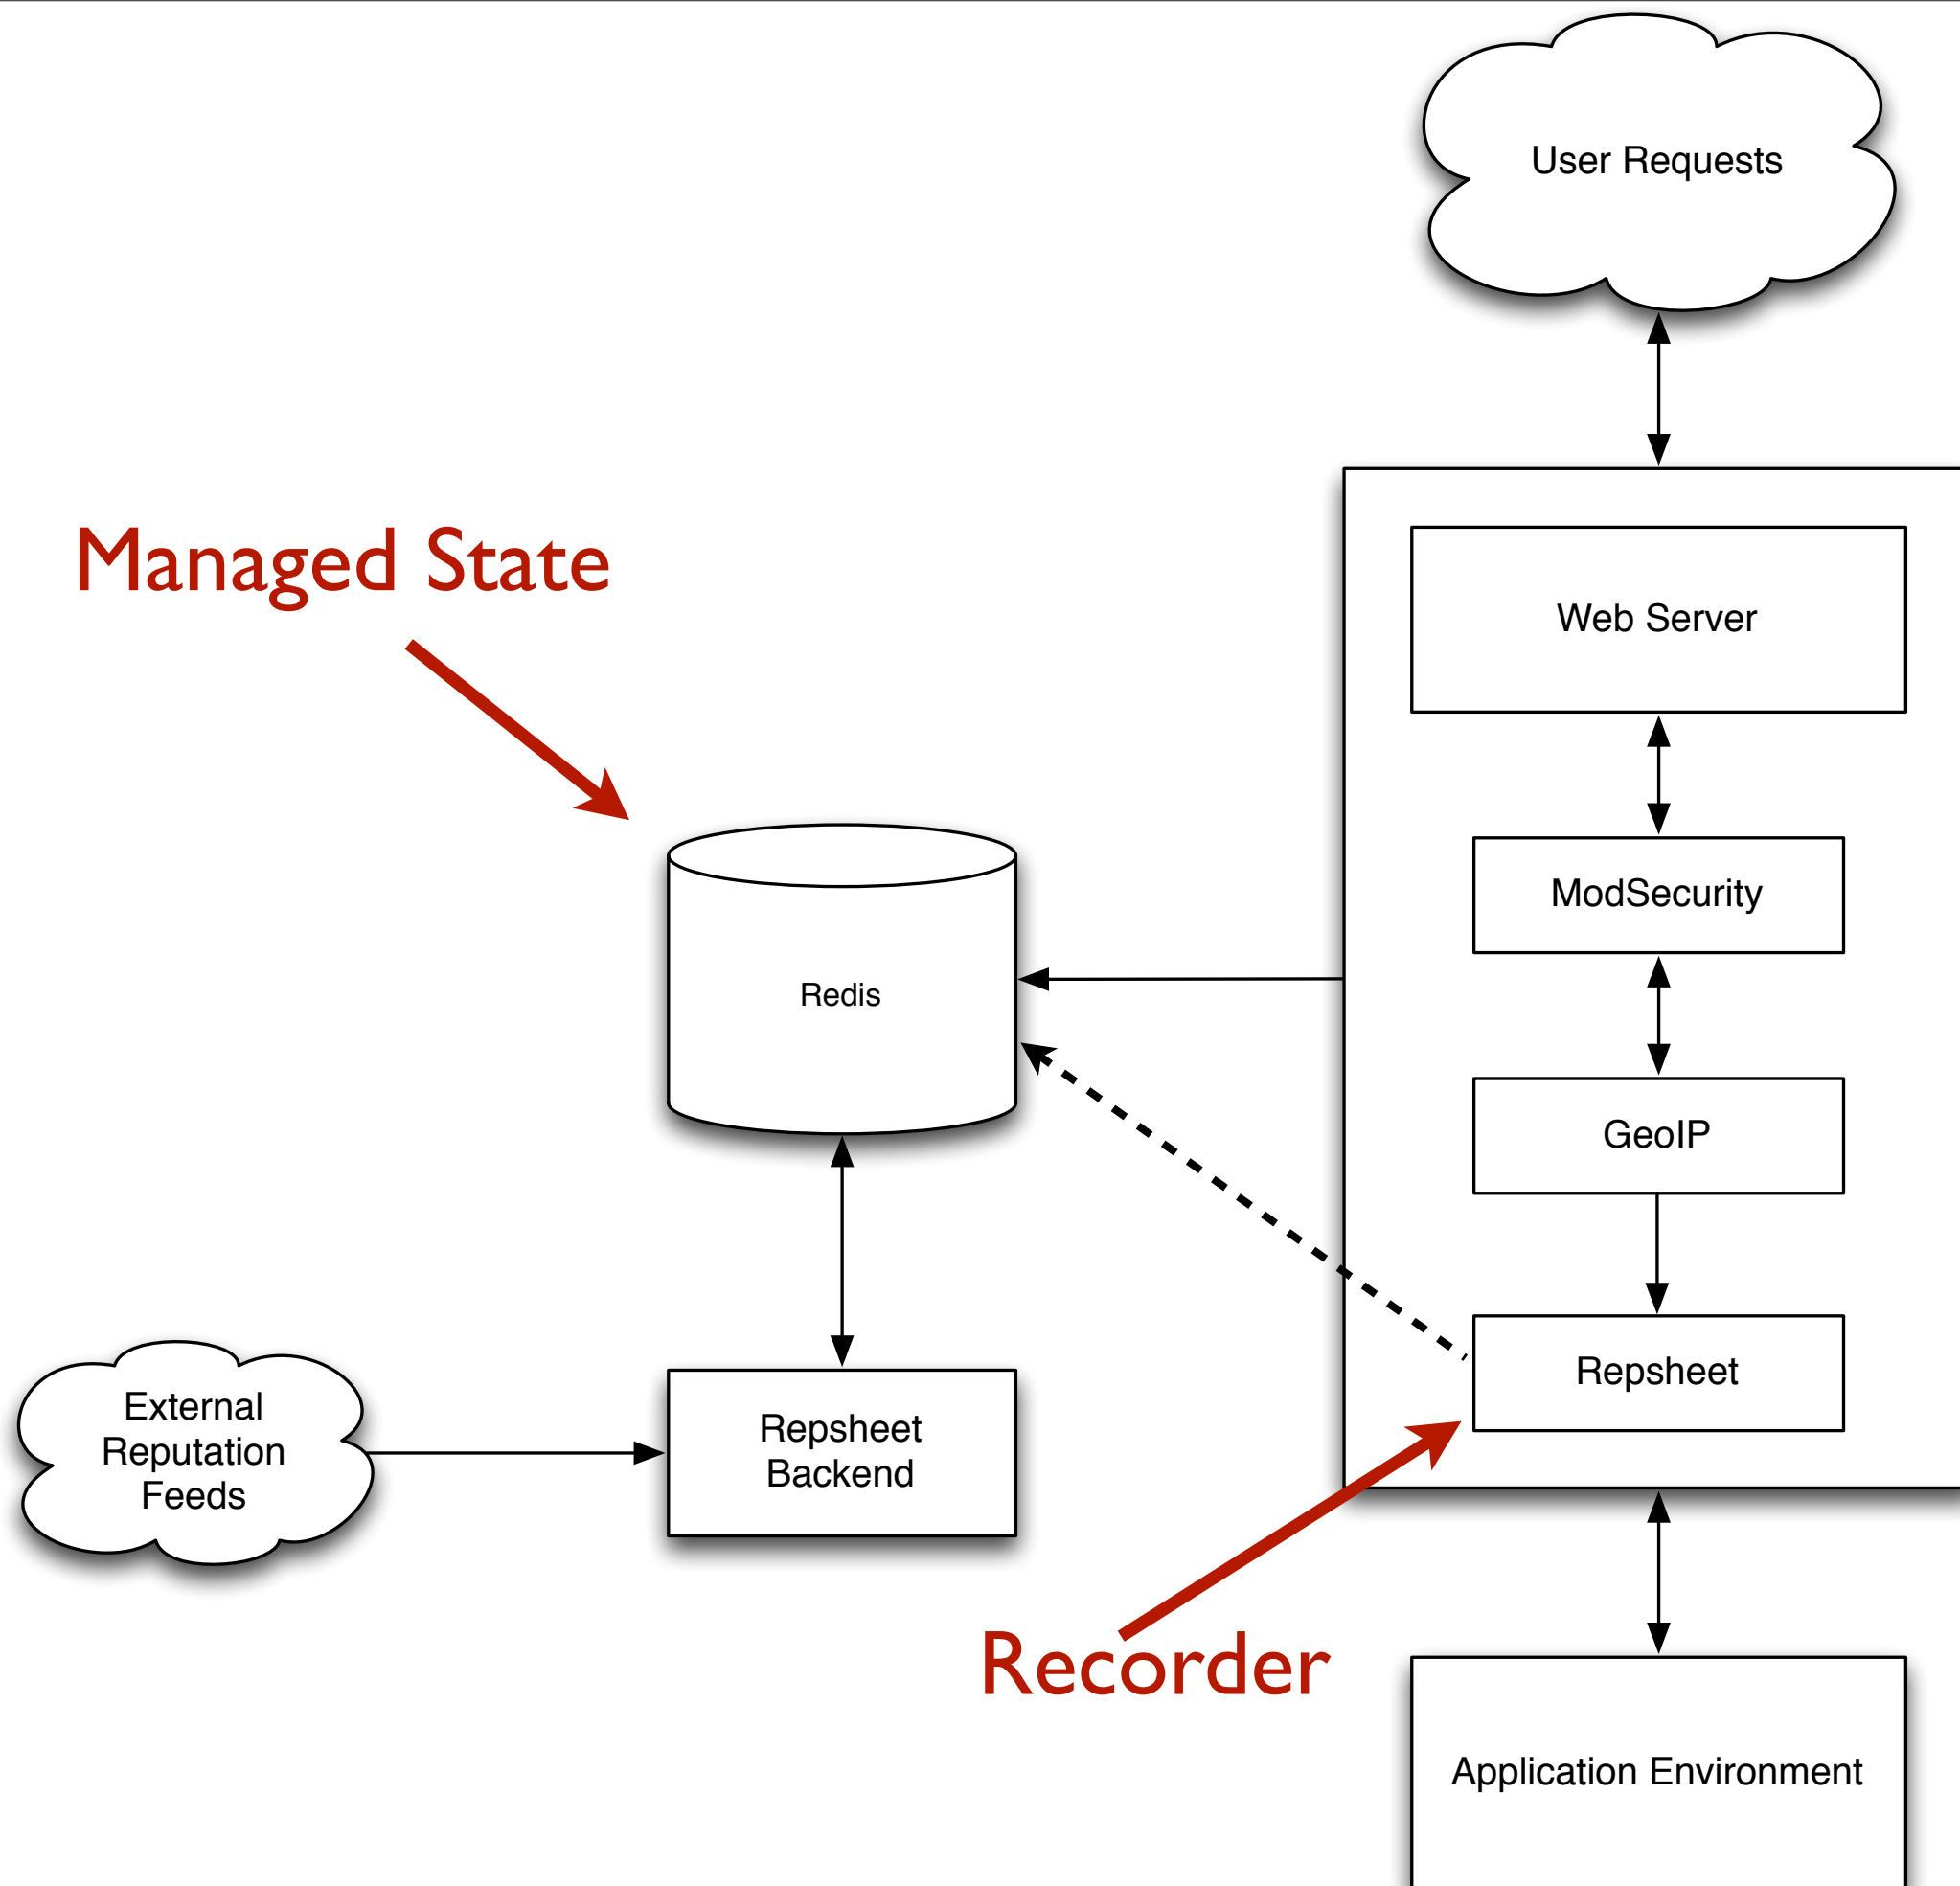 User Requests
Managed State
Web Server
ModSecurity
Redis
GeoIP
Repsheet
External
Reputation
Feeds
Repsheet
Backend
Recorder
Application Environment